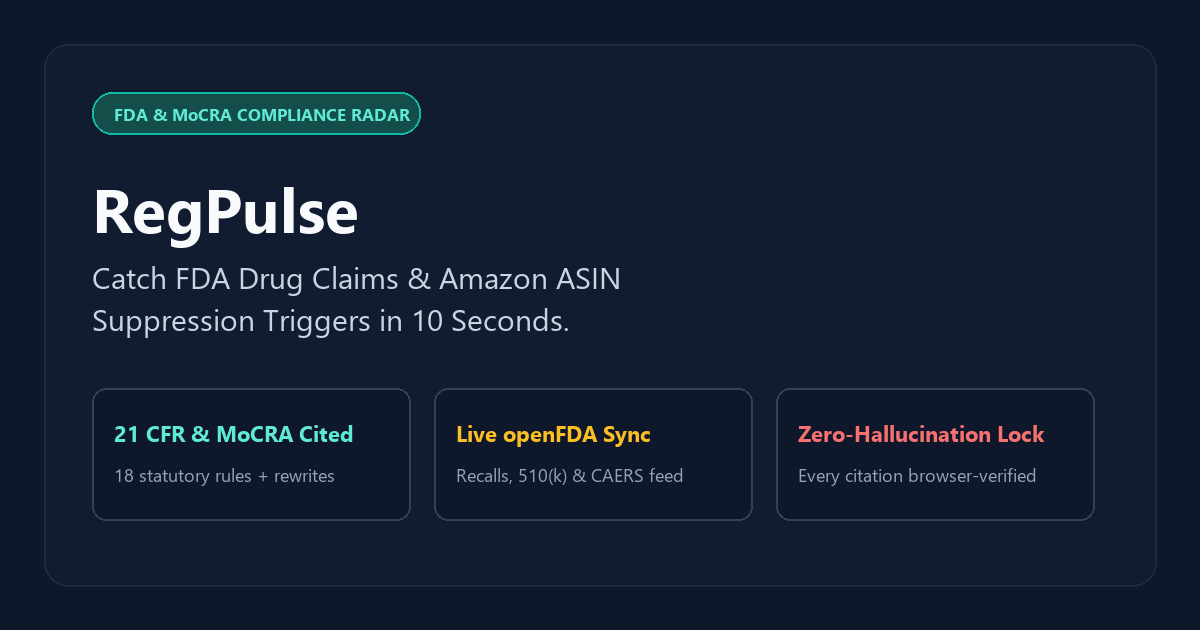 FDA & MoCRA COMPLIANCE RADAR
RegPulse
Catch FDA Drug Claims & Amazon ASIN
Suppression Triggers in 10 Seconds.
21 CFR & MoCRA Cited
18 statutory rules + rewrites
Live openFDA Sync
Recalls, 510(k) & CAERS feed
Zero-Hallucination Lock
Every citation browser-verified